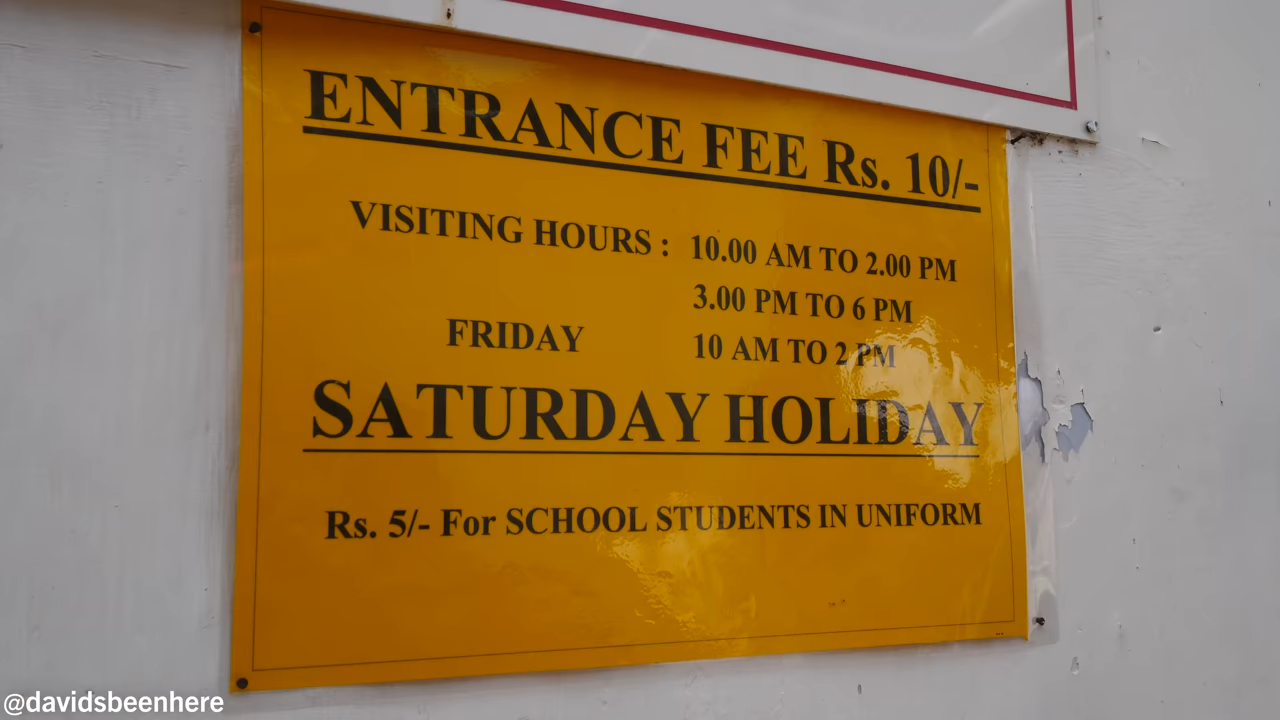 ENTRANCE FEE Rs. 10/-
VISITING HOURS : 10.00 AM TO 2.00 PM
3.00 PM TO 6 PM
FRIDAY 10 AM TO 2 PM
SATURDAY HOLIDAY
Rs. 5/- For SCHOOL STUDENTS IN UNIFORM
@davidsbeenhere